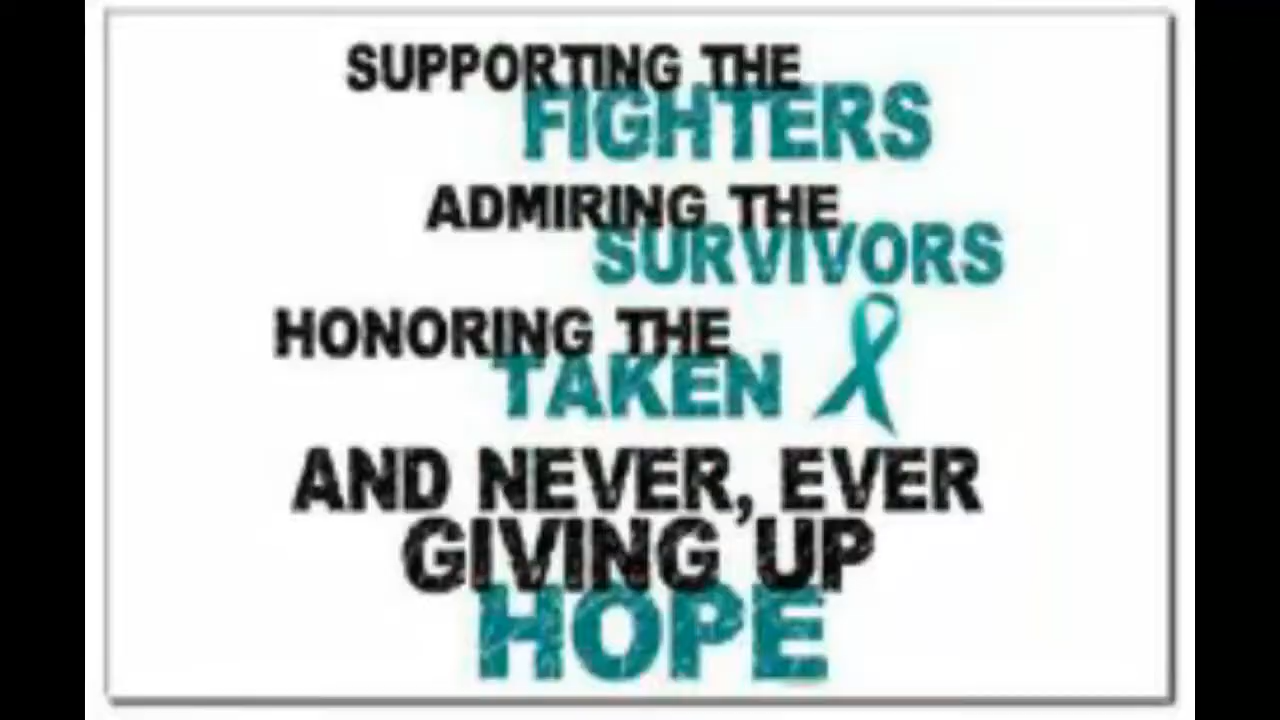 SUPPORTING THE
FIGHTERS
ADMIRING THE
SURVIVORS
HONORING THE
TAKEN
AND NEVER, EVER
GIVING UP
HOPE